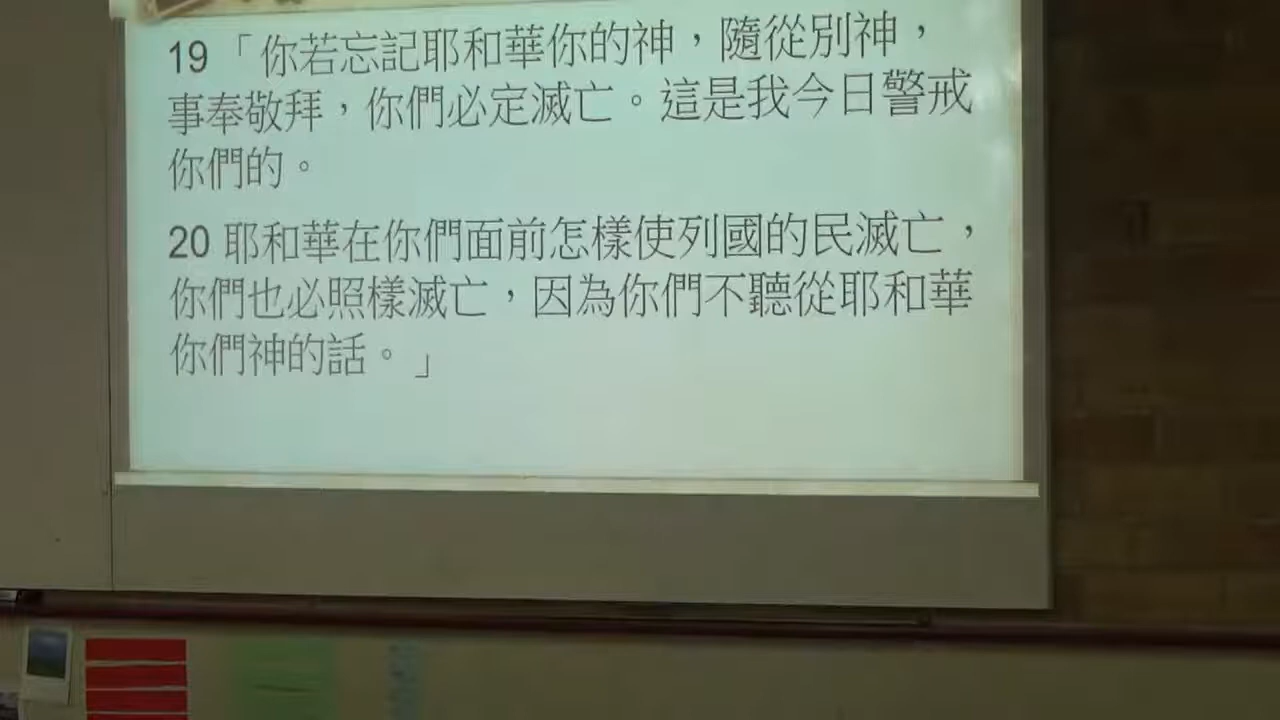 19「你若忘記耶和華你的神，隨從別神，
事奉敬拜，你們必定滅亡。這是我今日警戒
你們的。
20 耶和華在你們面前怎樣使列國的民滅亡，
你們也必照樣滅亡，因為你們不聽從耶和華
你們神的話。」